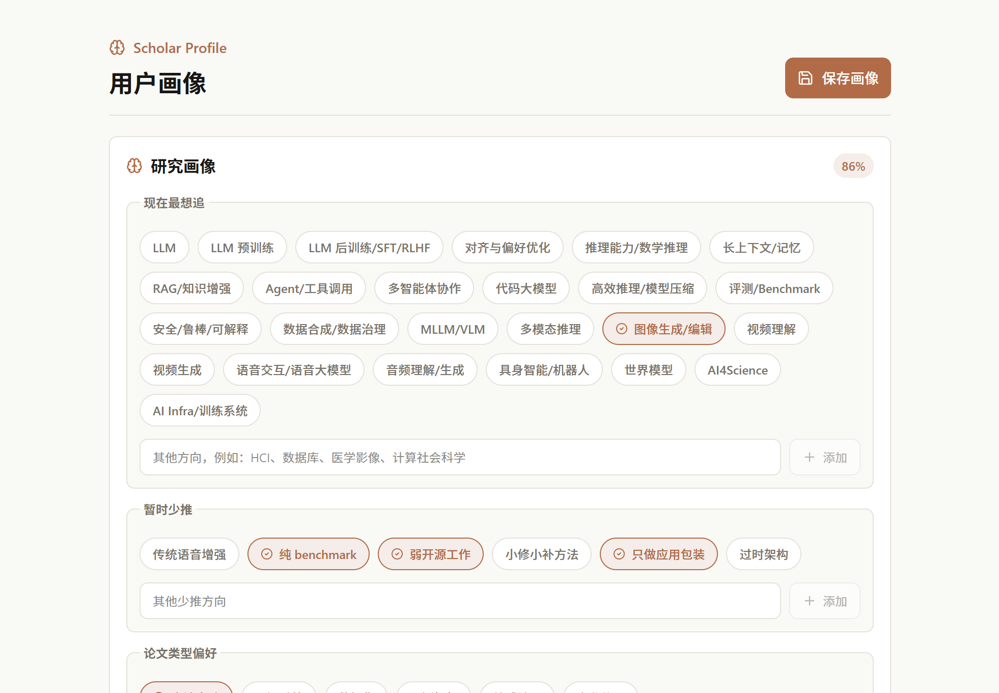 Scholar Profile
用户画像
保存画像
研究画像
86%
现在最想追
LLM
LLM 预训练
LLM 后训练/SFT/RLHF
对齐与偏好优化
推理能力/数学推理
长上下文/记忆
RAG/知识增强
Agent/工具调用
多智能体协作
代码大模型
高效推理/模型压缩
评测/Benchmark
安全/鲁棒/可解释
数据合成/数据治理
MLLM/VLM
多模态推理
图像生成/编辑
视频理解
视频生成
语音交互/语音大模型
音频理解/生成
具身智能/机器人
世界模型
AI4Science
AI Infra/训练系统
其他方向，例如：HCI、数据库、医学影像、计算社会科学
添加
暂时少推
传统语音增强
纯 benchmark
弱开源工作
小修小补方法
只做应用包装
过时架构
其他少推方向
添加
论文类型偏好